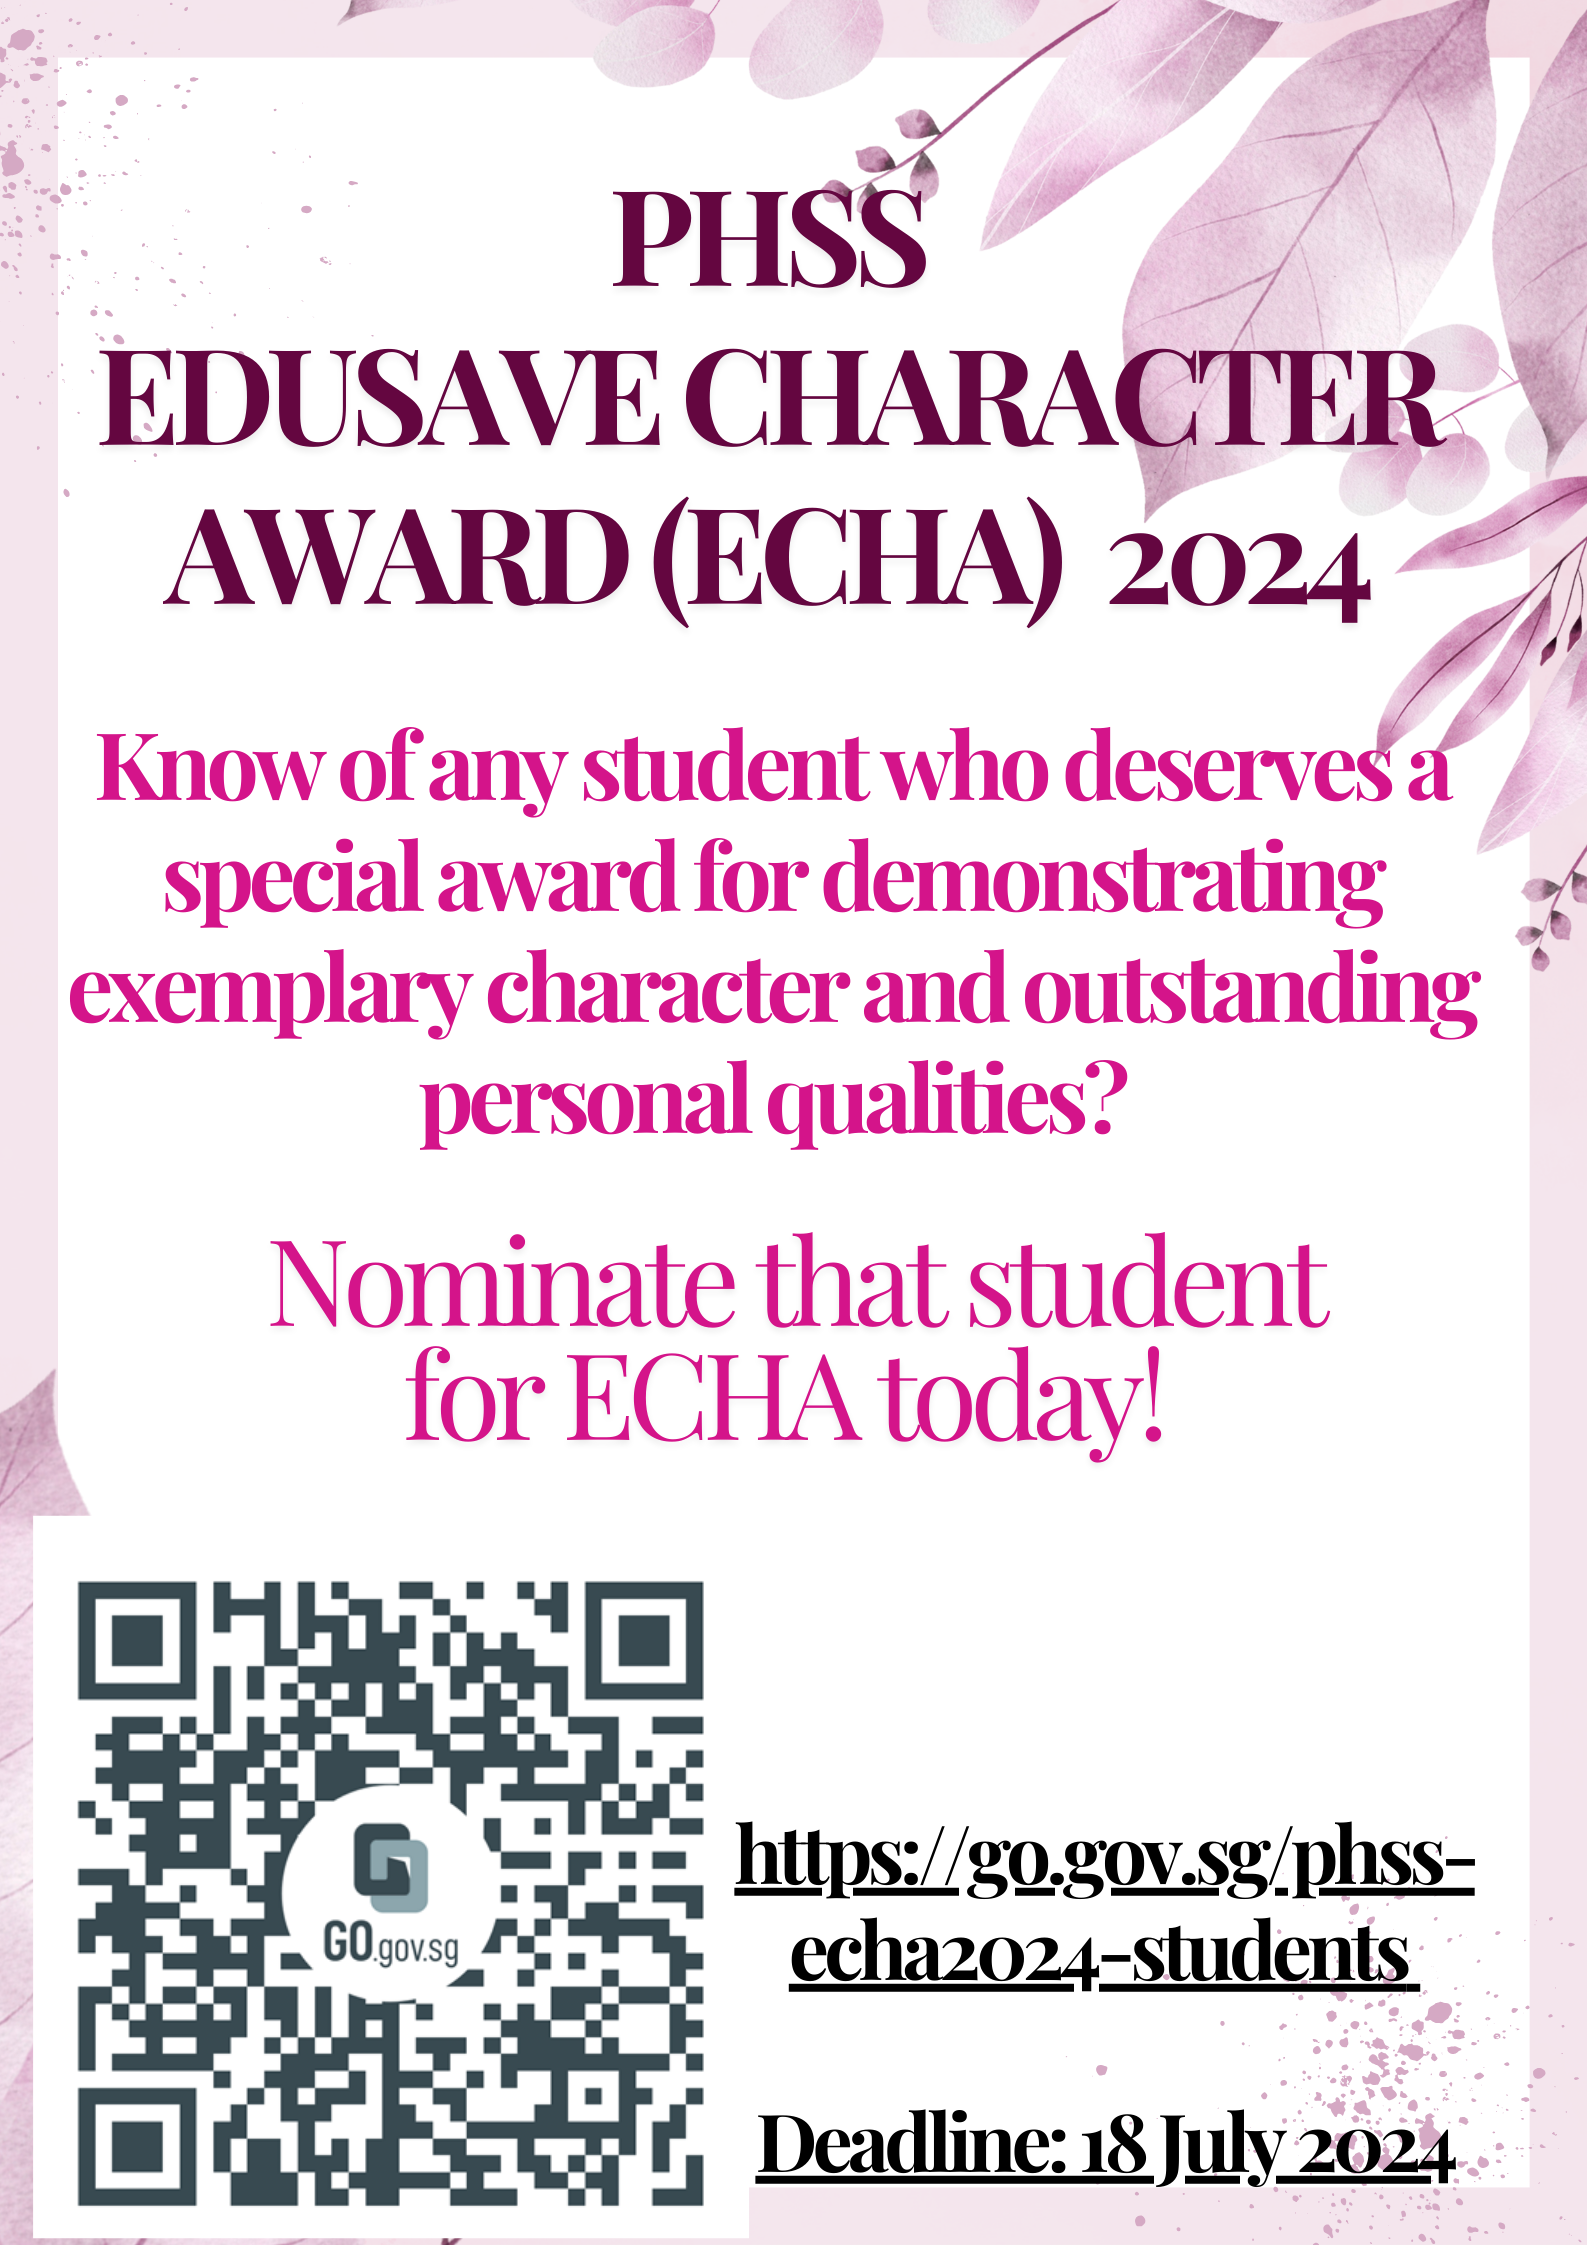 PHSS
EDUSAVE CHARACTER
AWARD (ECHA) 2024
Know of any student who deserves a
special award for demonstrating
exemplary character and outstanding
personal qualities?
Nominate that student
for ECHA today!
GO.gov.sg
https://go.gov.sg/phss-
echa2024-students
Deadline: 18 July 2024